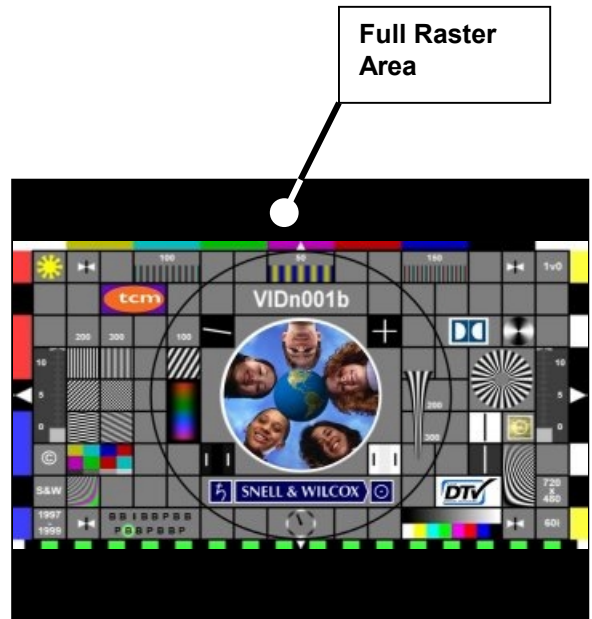 Full Raster
Area
100
50
150
1v0
tcm
VIDn001b
200
300
100
10
10
5
5
200
0
0
300
©
S&W
SNELL & WILCOX
DTV
720
x
480
1997
-
1999
B B I B B P B B
P B B P B B P
60i